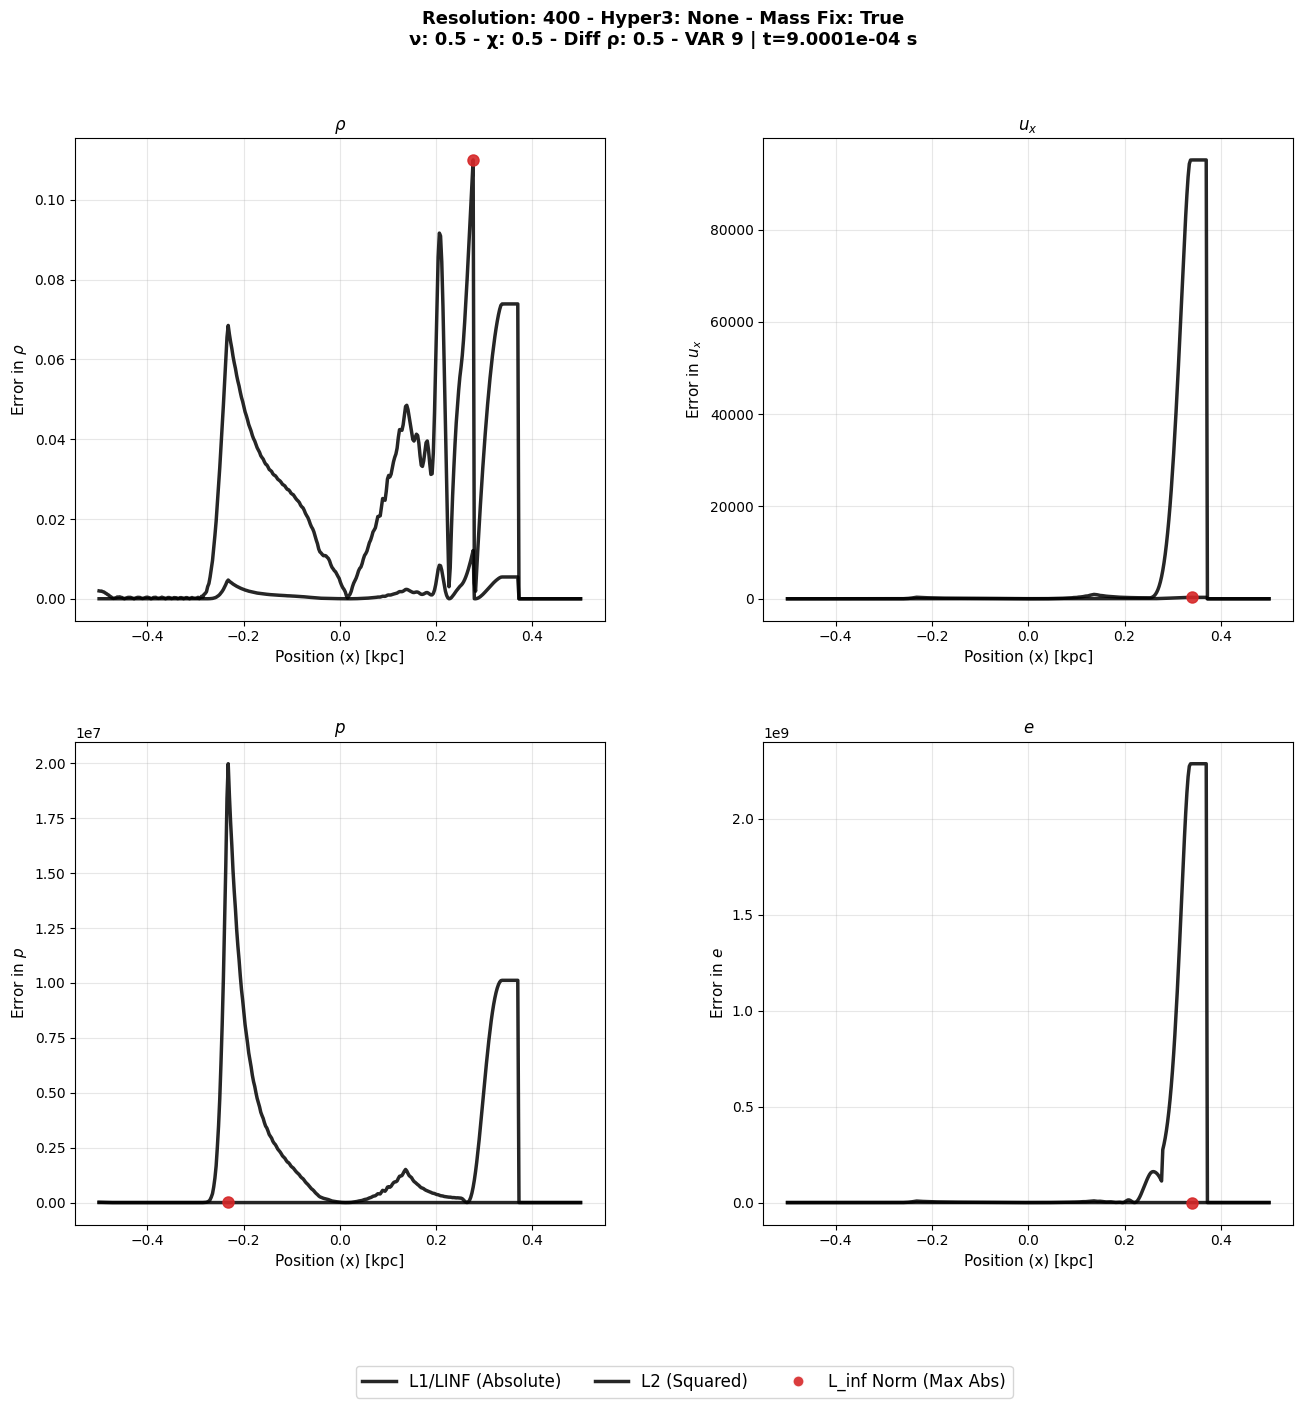 Resolution: 400 - Hyper3: None - Mass Fix: True
ν: 0.5 - χ: 0.5 - Diff ρ: 0.5 - VAR 9 | t=9.0001e-04 s
ρ
Error in ρ
0.10
0.08
0.06
0.04
0.02
0.00
−0.4 −0.2 0.0 0.2 0.4
Position (x) [kpc]
u_x
Error in u_x
80000
60000
40000
20000
0
−0.4 −0.2 0.0 0.2 0.4
Position (x) [kpc]
p
1e7
Error in p
2.00
1.75
1.50
1.25
1.00
0.75
0.50
0.25
0.00
−0.4 −0.2 0.0 0.2 0.4
Position (x) [kpc]
e
1e9
Error in e
2.0
1.5
1.0
0.5
0.0
−0.4 −0.2 0.0 0.2 0.4
Position (x) [kpc]
L1/LINF (Absolute) L2 (Squared) L_inf Norm (Max Abs)